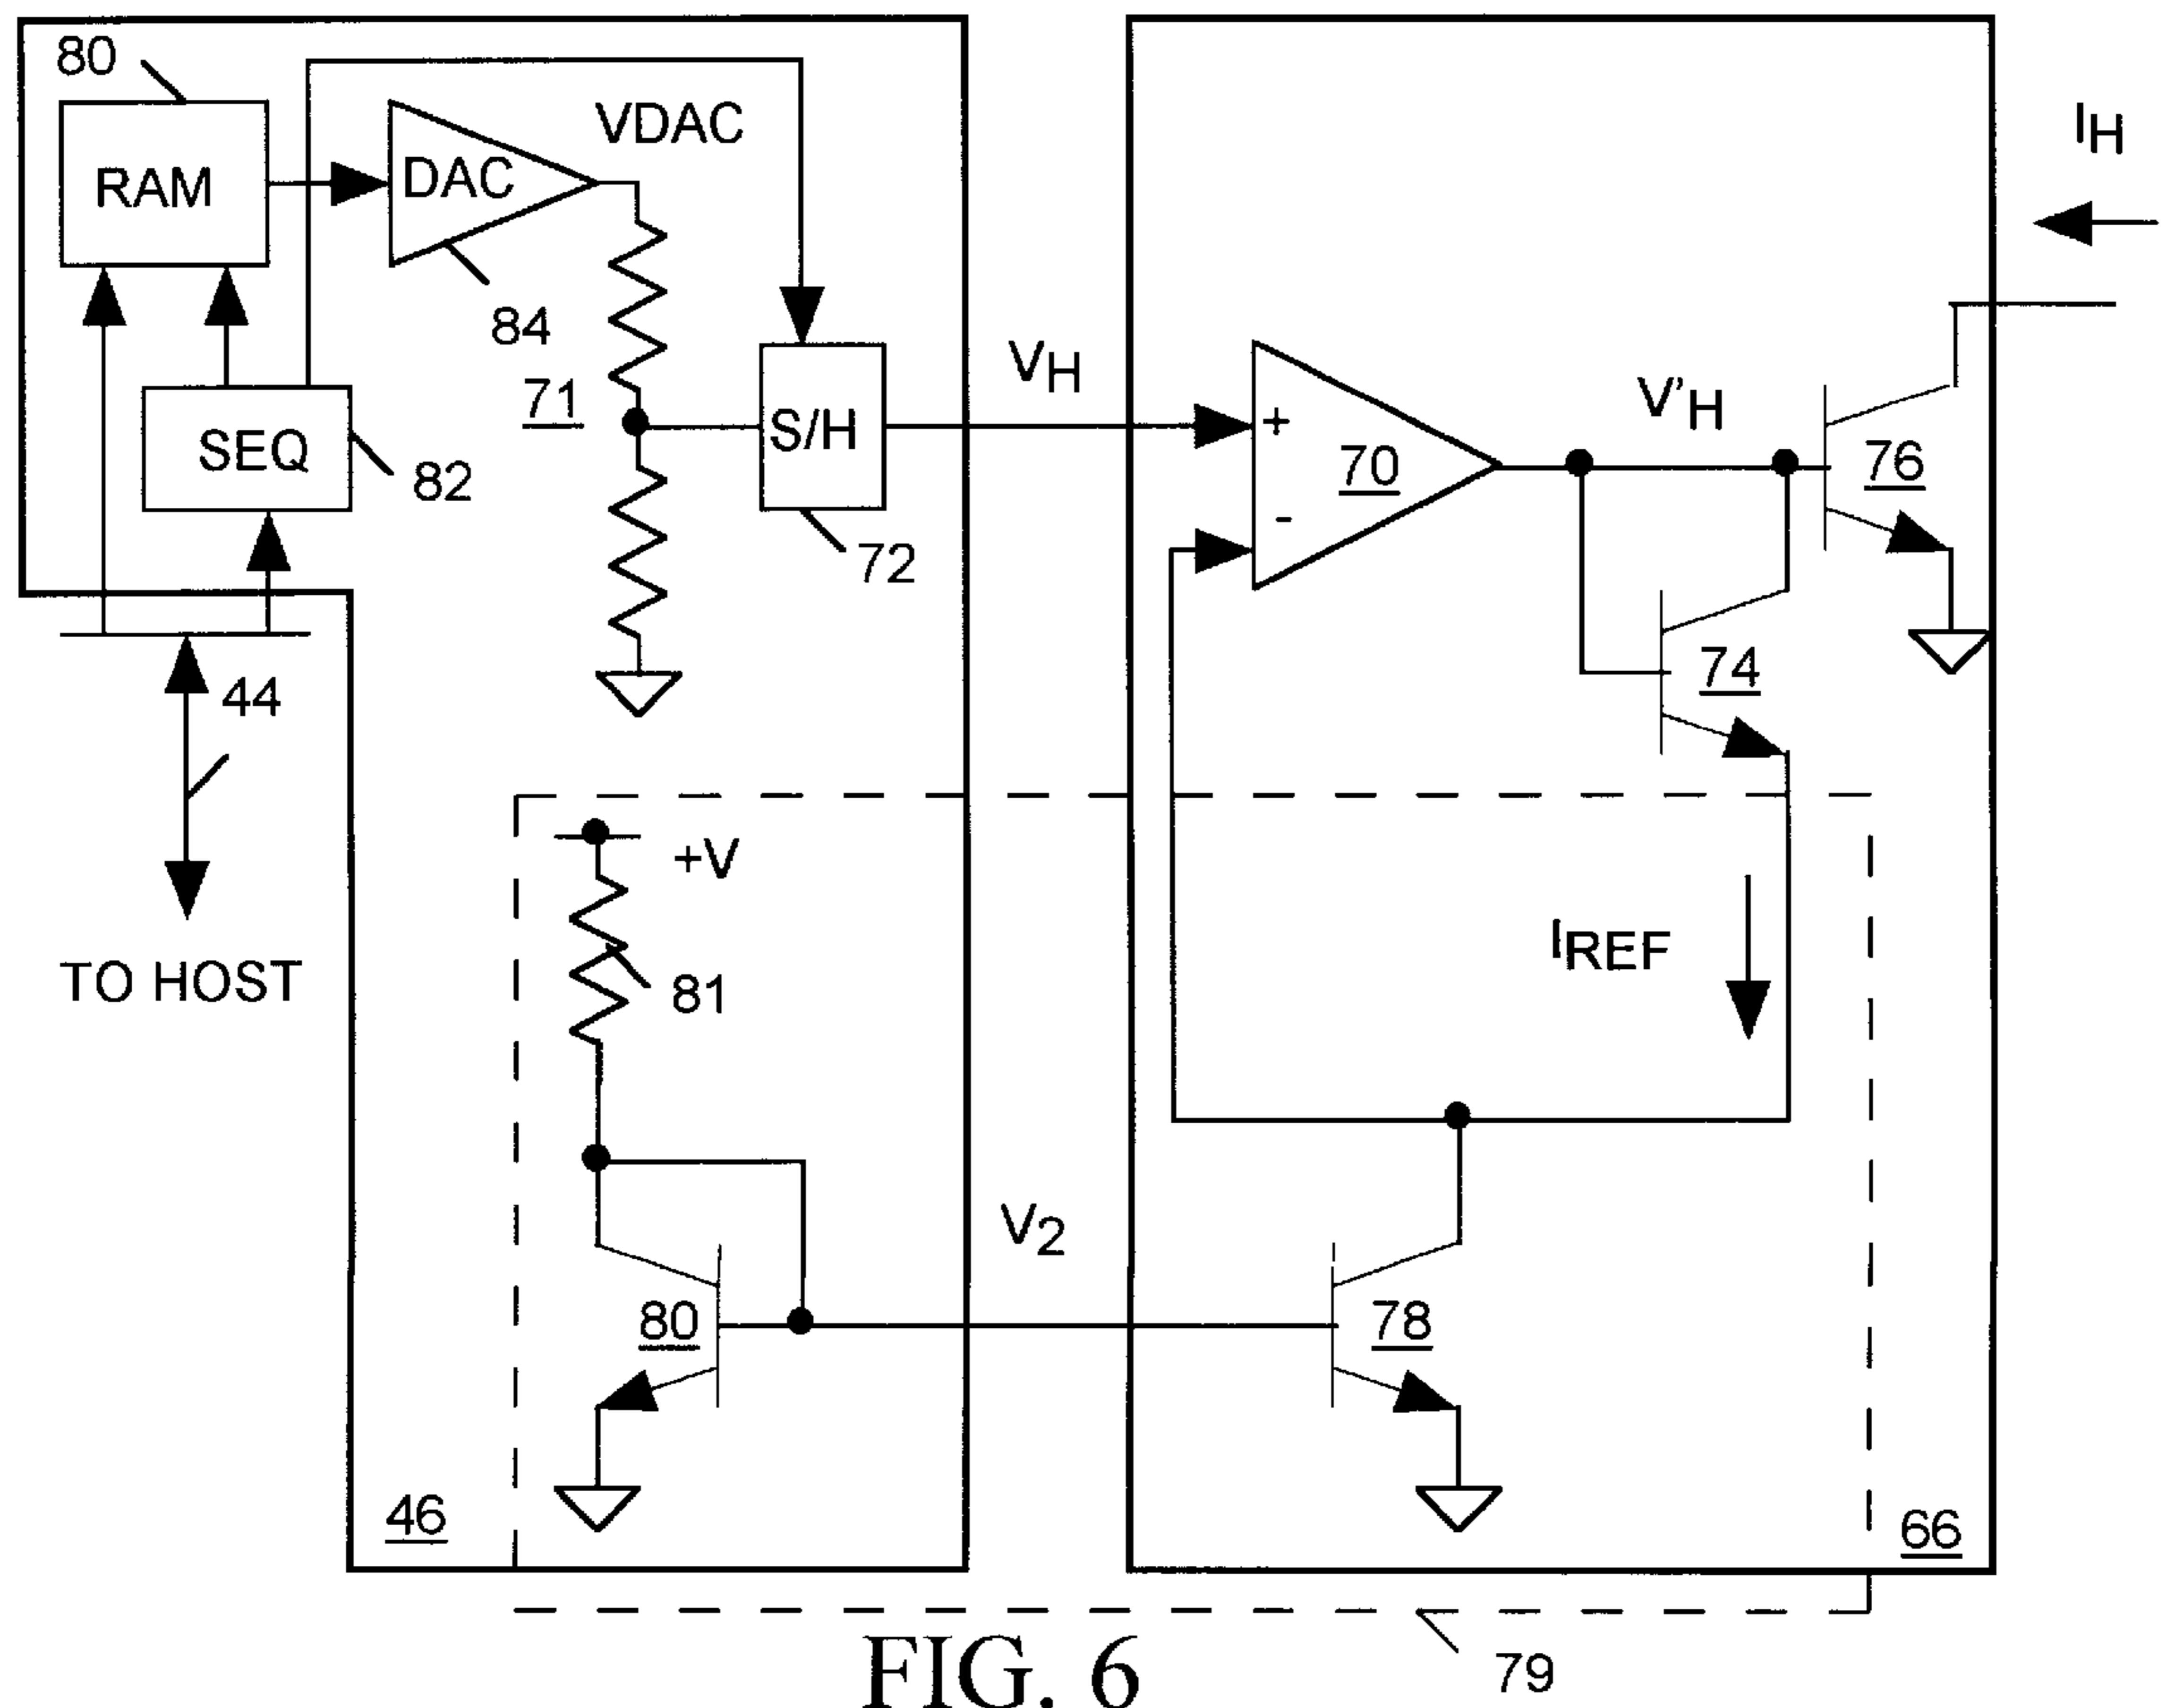 80
VDAC
IH
RAM
DAC
84
71
VH
V'H
SEQ
82
S/H
+
70
-
76
72
74
44
+V
TO HOST
81
IREF
V2
80
78
46
66
79
FIG. 6